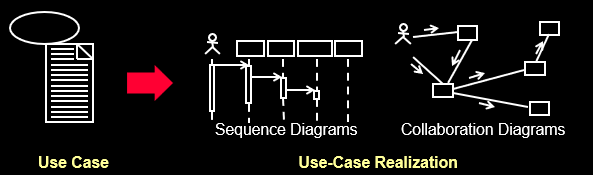 Sequence Diagrams
Collaboration Diagrams
Use Case
Use-Case Realization